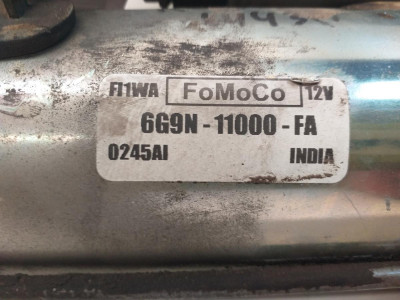 FI1WA FoMoCo 12V
6G9N - 11000 - FA
0245AI INDIA